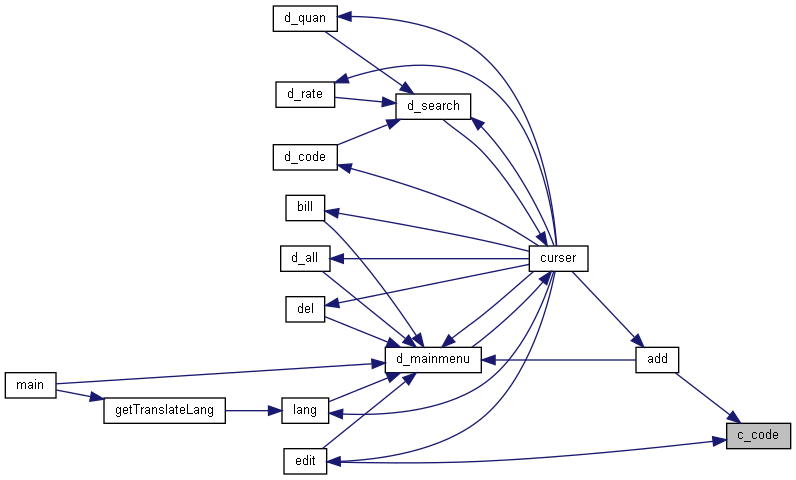 d_quan
d_rate
d_search
d_code
bill
curser
d_all
del
d_mainmenu
add
main
getTranslateLang
lang
c_code
edit